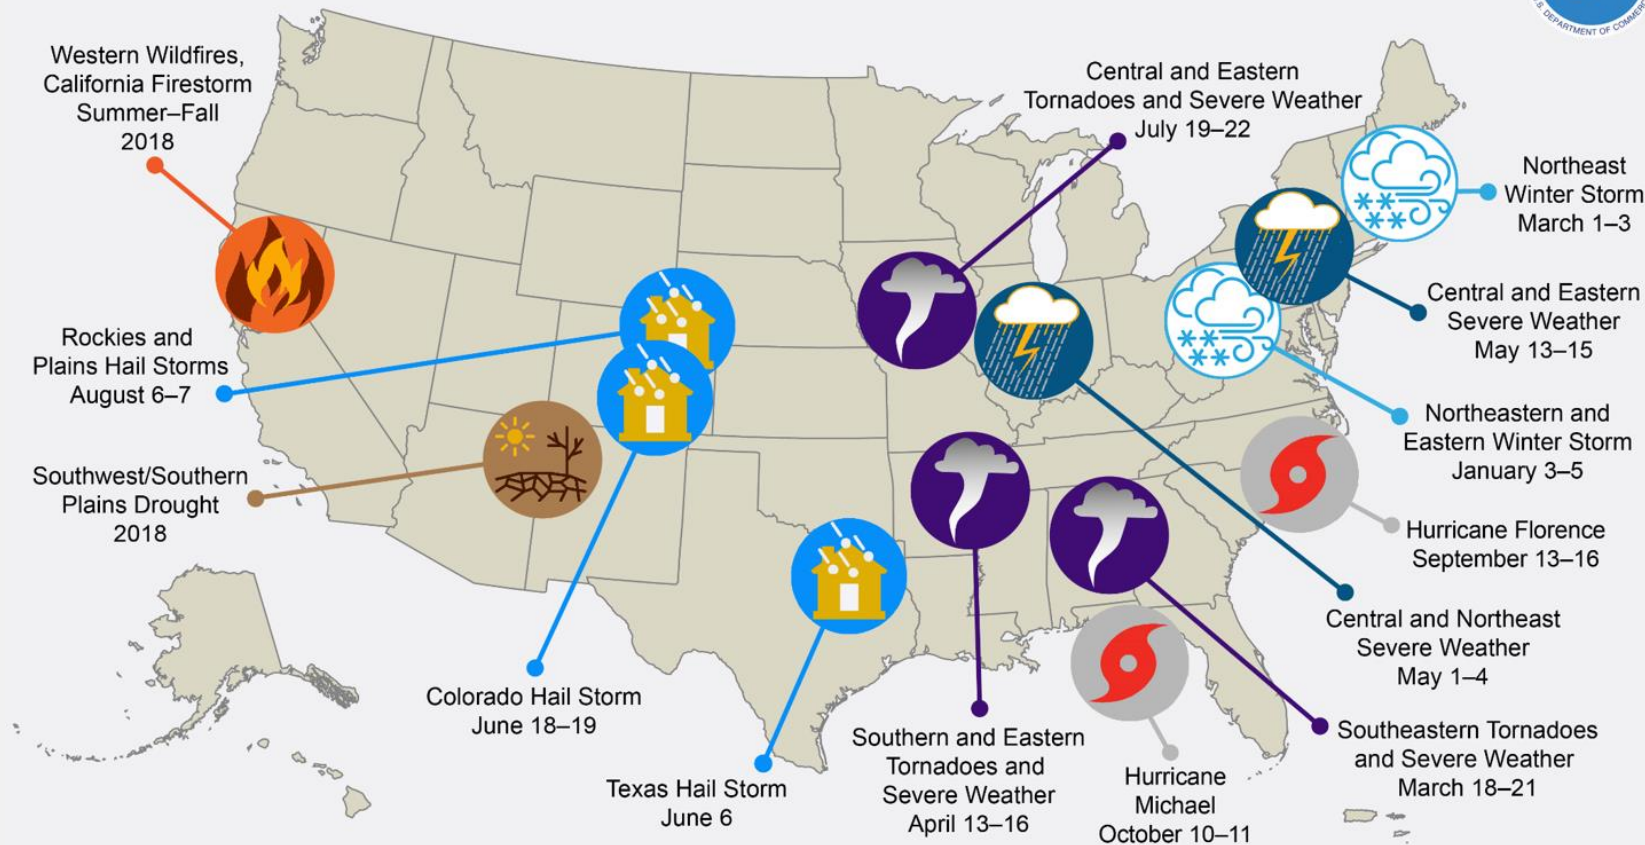 U.S. DEPARTMENT OF COMMERC
Western Wildfires,
California Firestorm
Summer–Fall
2018
Central and Eastern
Tornadoes and Severe Weather
July 19–22
Northeast
Winter Storm
March 1–3
Central and Eastern
Severe Weather
May 13–15
Rockies and
Plains Hail Storms
August 6–7
Northeastern and
Eastern Winter Storm
January 3–5
Southwest/Southern
Plains Drought
2018
Hurricane Florence
September 13–16
Central and Northeast
Severe Weather
May 1–4
Colorado Hail Storm
June 18–19
Southern and Eastern
Tornadoes and
Severe Weather
April 13–16
Southeastern Tornadoes
and Severe Weather
March 18–21
Texas Hail Storm
June 6
Hurricane
Michael
October 10–11